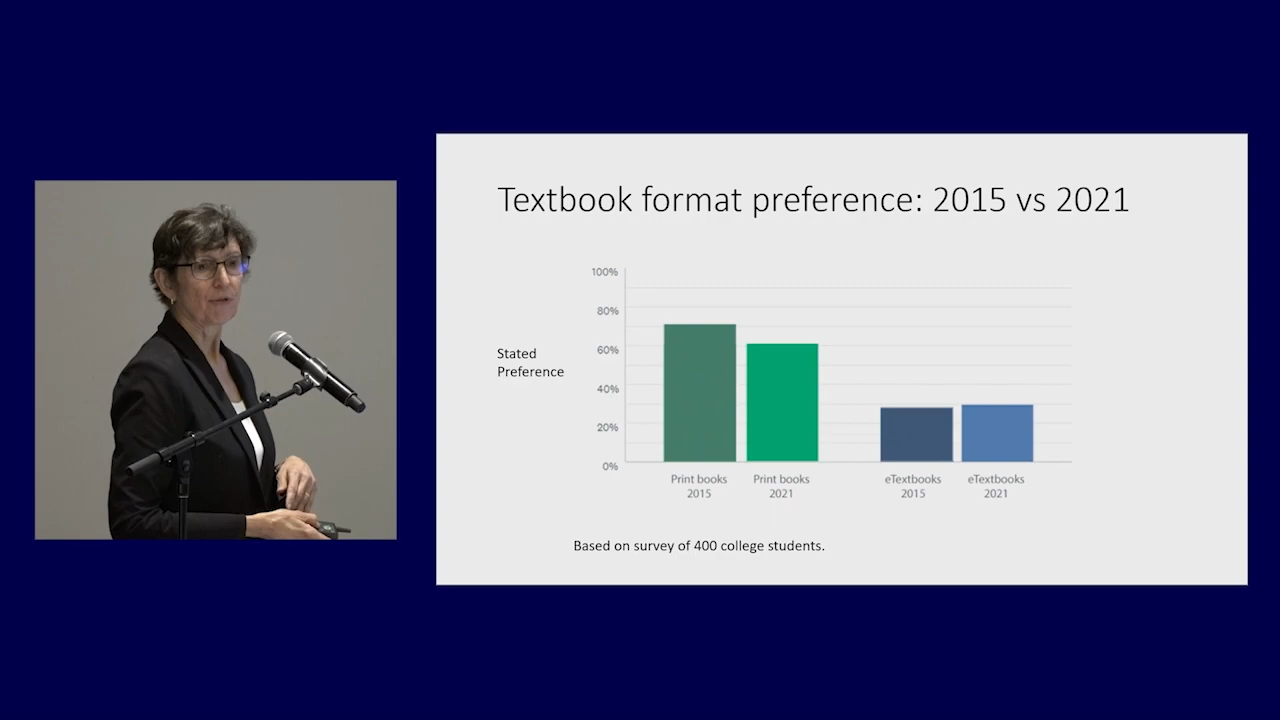 Textbook format preference: 2015 vs 2021
100%
80%
60%
40%
20%
0%
Stated
Preference
Print books
2015
Print books
2021
eTextbooks
2015
eTextbooks
2021
Based on survey of 400 college students.